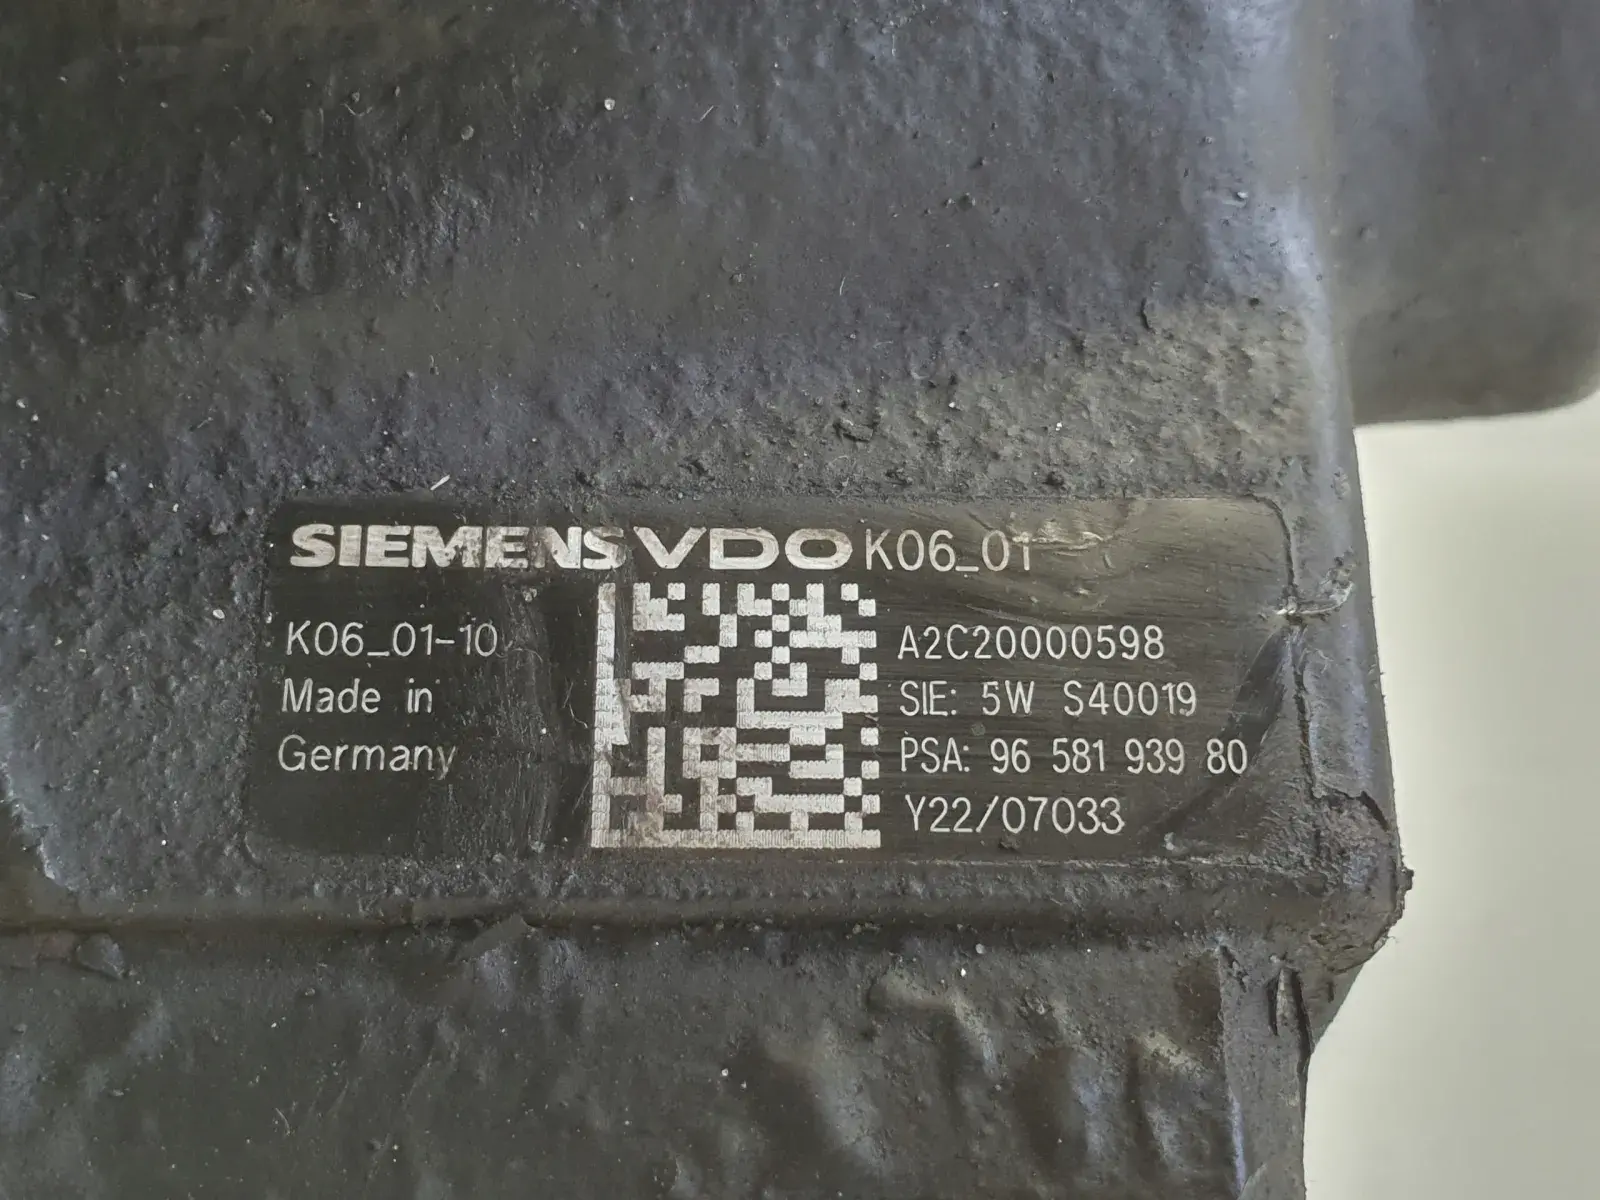 SIEMENS VDO K06_01
K06_01-10
Made in
Germany
A2C20000598
SIE: 5W S40019
PSA: 96 581 939 80
Y22/07033